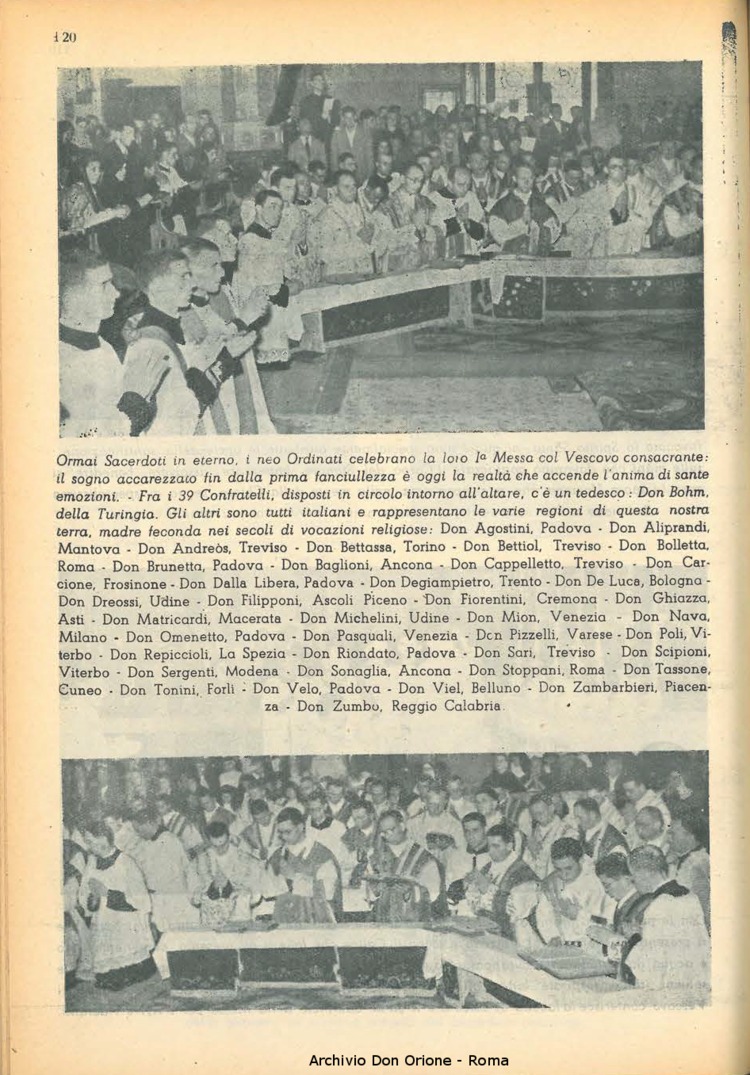 120
Ormai Sacerdoti in eterno, i neo Ordinati celebrano la loro Iª Messa col Vescovo consacrante:
il sogno accarezzato fin dalla prima fanciullezza è oggi la realtà che accende l'anima di sante
emozioni. - Fra i 39 Confratelli, disposti in circolo intorno all'altare, c'è un tedesco: Don Bohm,
della Turingia. Gli altri sono tutti italiani e rappresentano le varie regioni di questa nostra
terra, madre feconda nei secoli di vocazioni religiose: Don Agostini, Padova - Don Aliprandi,
Mantova - Don Andreòs, Treviso - Don Bettassa, Torino - Don Bettiol, Treviso - Don Bolletta,
Roma - Don Brunetta, Padova - Don Baglioni, Ancona - Don Cappelletto, Treviso - Don Car-
cione, Frosinone - Don Dalla Libera, Padova - Don Degiampietro, Trento - Don De Luca, Bologna -
Don Dreossi, Udine - Don Filipponi, Ascoli Piceno - Don Fiorentini, Cremona - Don Ghiazza,
Asti - Don Matricardi, Macerata - Don Michelini, Udine - Don Mion, Venezia - Don Nava,
Milano - Don Omenetto, Padova - Don Pasquali, Venezia - Don Pizzelli, Varese - Don Poli, Vi-
terbo - Don Repiccioli, La Spezia - Don Riondato, Padova - Don Sari, Treviso - Don Scipioni,
Viterbo - Don Sergenti, Modena - Don Sonaglia, Ancona - Don Stoppani, Roma - Don Tassone,
Cuneo - Don Tonini, Forlì - Don Velo, Padova - Don Viel, Belluno - Don Zambarbieri, Piacen-
za - Don Zumbo, Reggio Calabria.
Archivio Don Orione - Roma